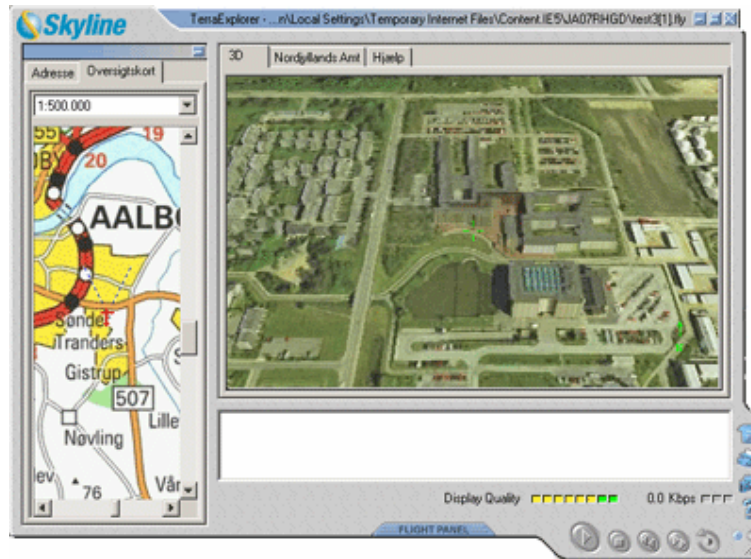 Skyline
TerraExplorer - ...n\Local Settings\Temporary Internet Files\Content.IE5\JA07RHGD\test3[1].fly
Adresse
Oversigtskort
1:500.000
19
20
AALB
Sønder
Tranders
Gistrup
507
Lille
Nøvling
76
Vår
3D
Nordjyllands Amt
Hjælp
Display Quality
0.0 Kbps
FLIGHT PANEL